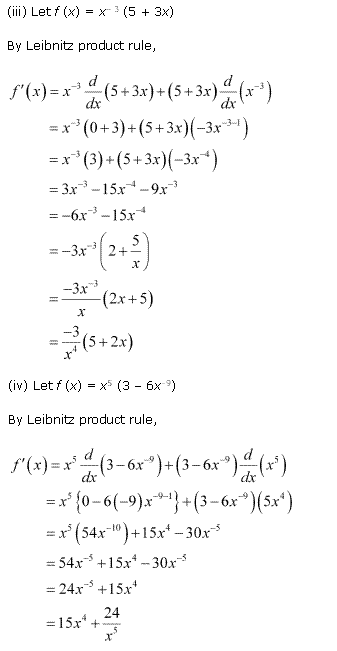 (iii) Let f (x) = x⁻³ (5 + 3x)
By Leibnitz product rule,
f′(x) = x⁻³ d/dx (5+3x) + (5+3x) d/dx (x⁻³)
= x⁻³ (0+3) + (5+3x)(−3x⁻³⁻¹)
= x⁻³ (3) + (5+3x)(−3x⁻⁴)
= 3x⁻³ −15x⁻⁴ −9x⁻³
= −6x⁻³ −15x⁻⁴
= −3x⁻³ (2 + 5/x)
= −3x⁻³/x (2x+5)
= −3/x⁴ (5+2x)
(iv) Let f (x) = x⁵ (3 – 6x⁻⁹)
By Leibnitz product rule,
f′(x) = x⁵ d/dx (3−6x⁻⁹) + (3−6x⁻⁹) d/dx (x⁵)
= x⁵ {0−6(−9)x⁻⁹⁻¹} + (3−6x⁻⁹)(5x⁴)
= x⁵ (54x⁻¹⁰) +15x⁴ −30x⁻⁵
= 54x⁻⁵ +15x⁴ −30x⁻⁵
= 24x⁻⁵ +15x⁴
= 15x⁴ + 24/x⁵